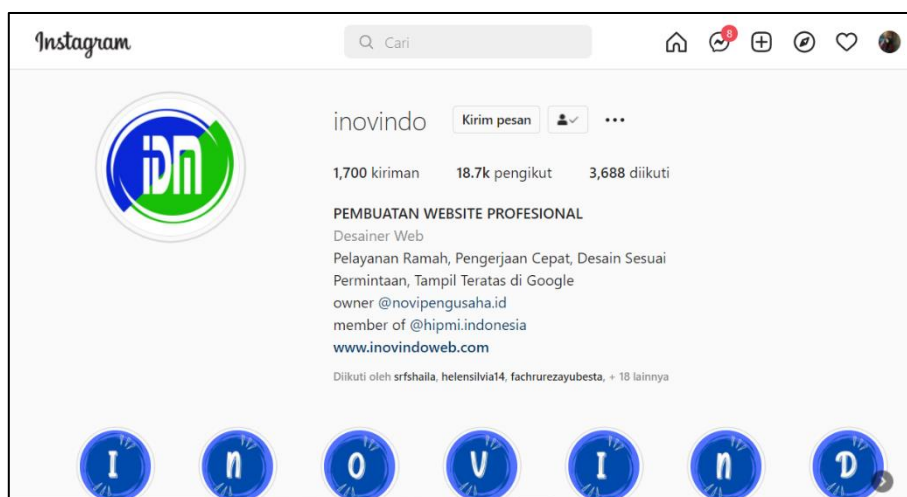 Instagram
Cari
8
inovindo Kirim pesan
1,700 kiriman 18.7k pengikut 3,688 diikuti
PEMBUATAN WEBSITE PROFESIONAL
Desainer Web
Pelayanan Ramah, Pengerjaan Cepat, Desain Sesuai
Permintaan, Tampil Teratas di Google
owner @novipengusaha.id
member of @hipmi.indonesia
www.inovindoweb.com
Diikuti oleh srfshaila, helensilvia14, fachrurezayubesta, + 18 lainnya
iDM
I n O V I n D